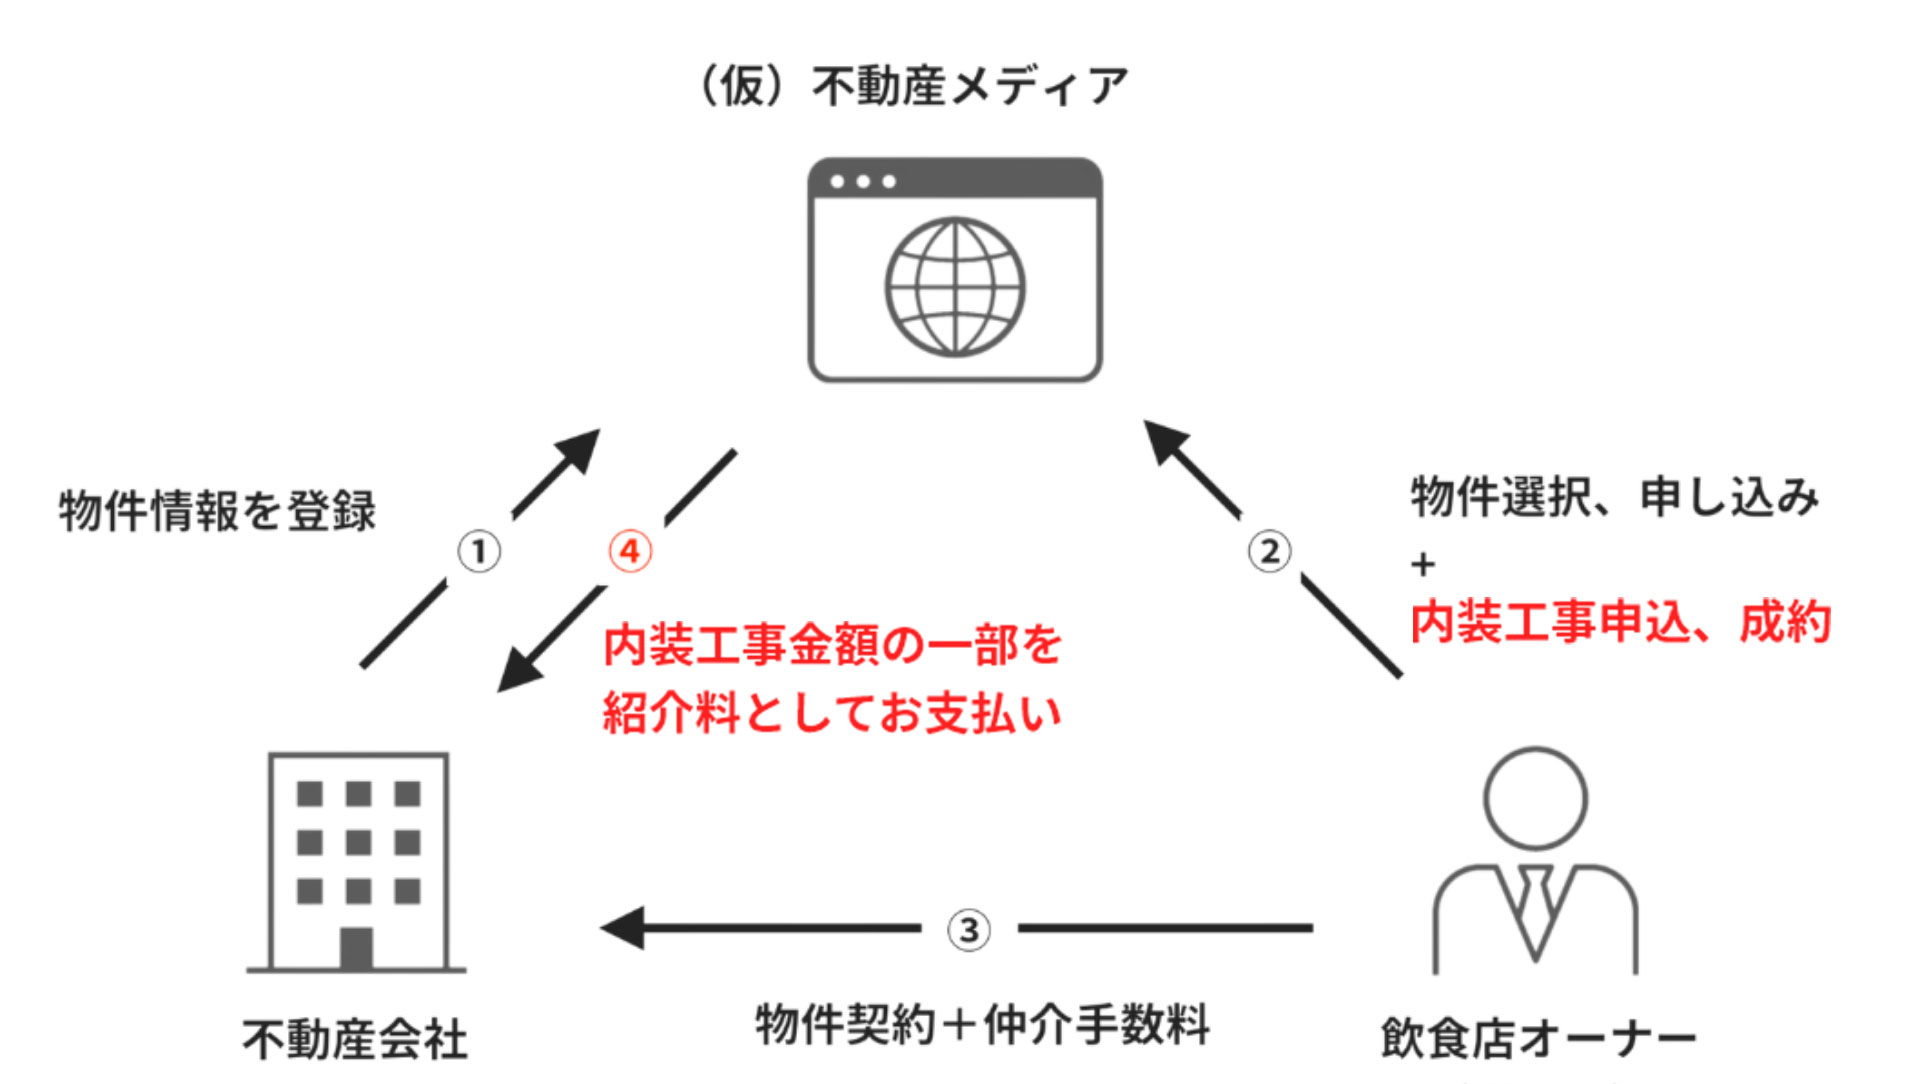 （仮）不動産メディア
物件情報を登録
①
④
②
物件選択、申し込み
+
内装工事申込、成約
内装工事金額の一部を
紹介料としてお支払い
③
物件契約＋仲介手数料
不動産会社
飲食店オーナー